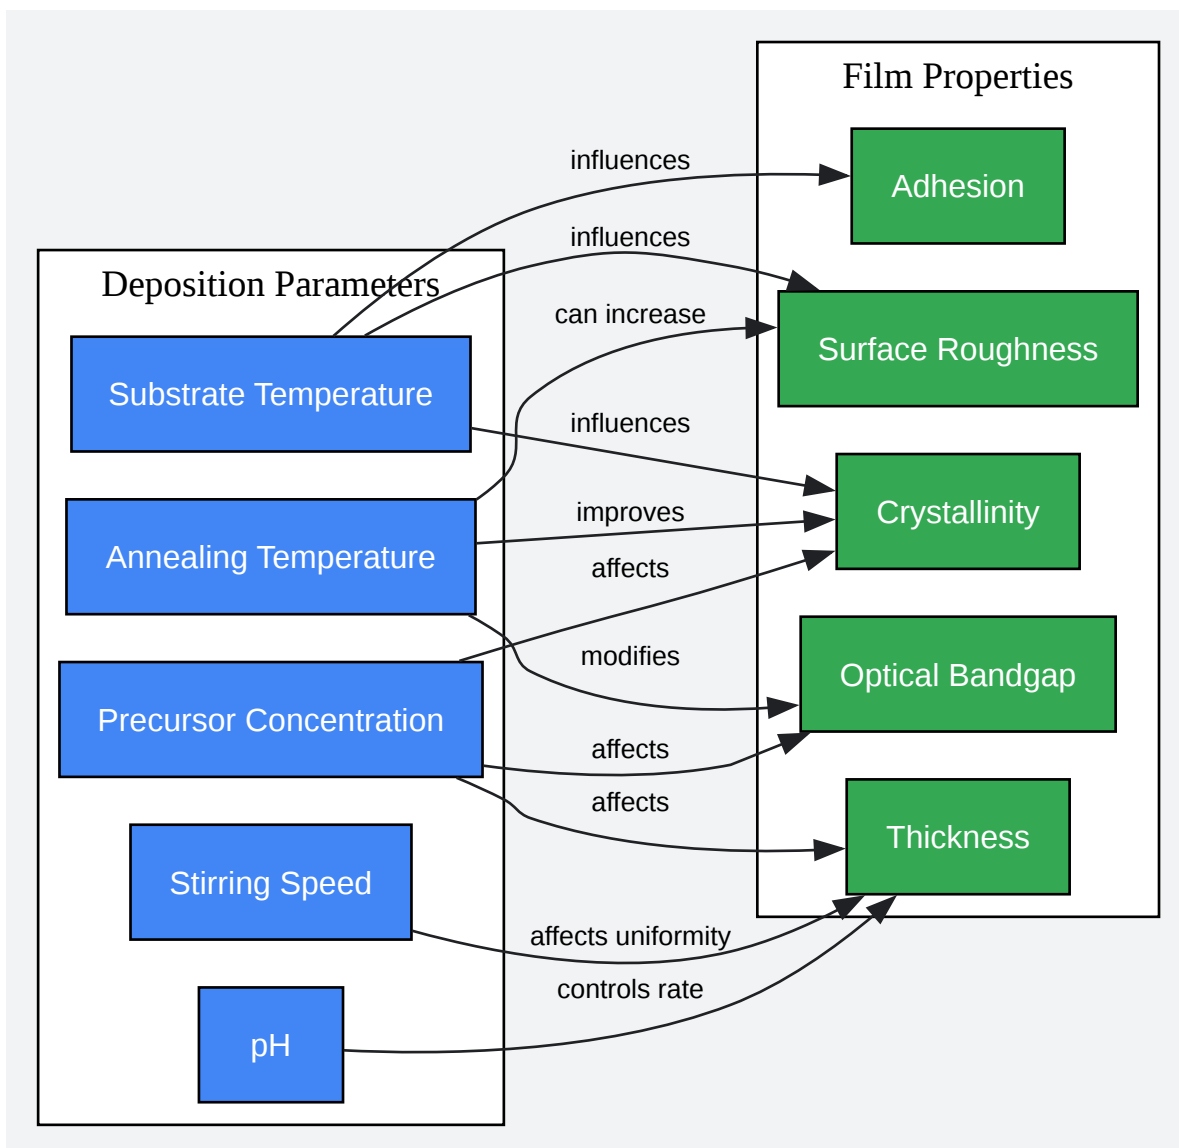 Film Properties
Adhesion
Surface Roughness
Crystallinity
Optical Bandgap
Thickness
Deposition Parameters
Substrate Temperature
Annealing Temperature
Precursor Concentration
Stirring Speed
pH
influences
influences
can increase
influences
improves
affects
modifies
affects
affects
affects uniformity
controls rate